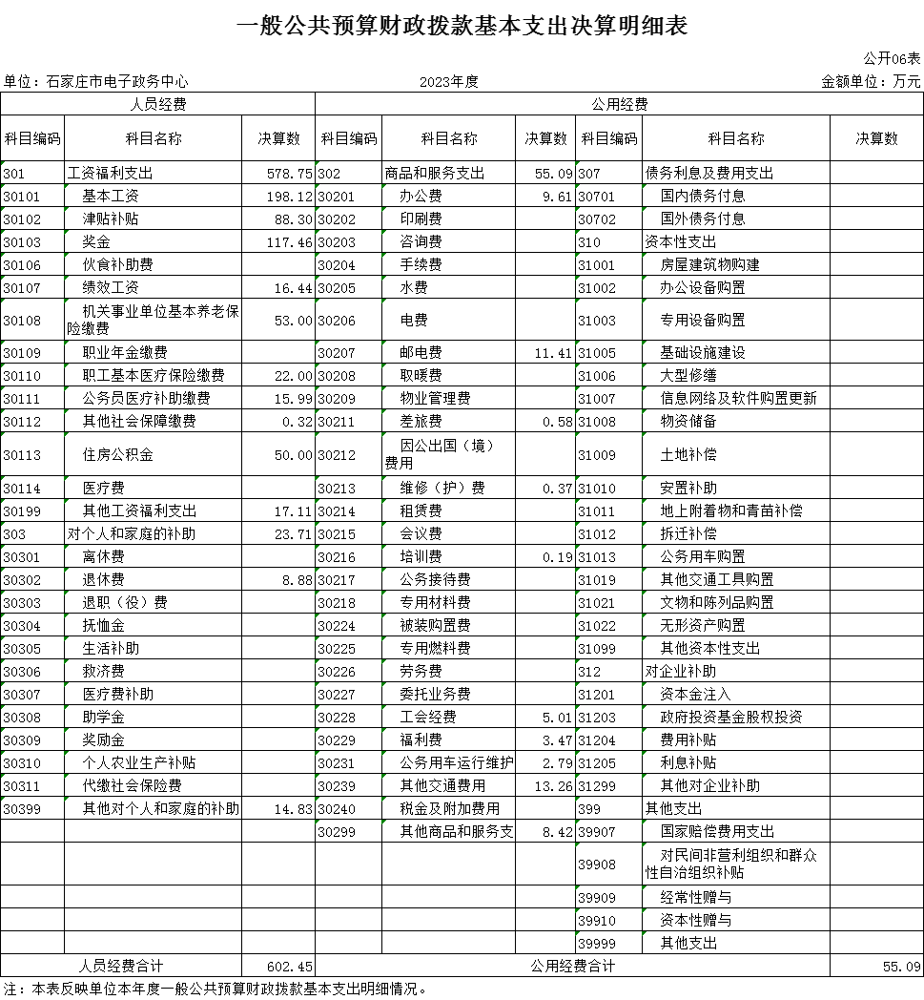 一般公共预算财政拨款基本支出决算明细表
公开06表
单位：石家庄市电子政务中心 2023年度 金额单位：万元
人员经费 公用经费
科目编码 科目名称 决算数 科目编码 科目名称 决算数 科目编码 科目名称 决算数
301 工资福利支出 578.75 302 商品和服务支出 55.09 307 债务利息及费用支出
30101 基本工资 198.12 30201 办公费 9.61 30701 国内债务付息
30102 津贴补贴 88.30 30202 印刷费 30702 国外债务付息
30103 奖金 117.46 30203 咨询费 310 资本性支出
30106 伙食补助费 30204 手续费 31001 房屋建筑物购建
30107 绩效工资 16.44 30205 水费 31002 办公设备购置
30108 机关事业单位基本养老保
险缴费 53.00 30206 电费 31003 专用设备购置
30109 职业年金缴费 30207 邮电费 11.41 31005 基础设施建设
30110 职工基本医疗保险缴费 22.00 30208 取暖费 31006 大型修缮
30111 公务员医疗补助缴费 15.99 30209 物业管理费 31007 信息网络及软件购置更新
30112 其他社会保障缴费 0.32 30211 差旅费 0.58 31008 物资储备
30113 住房公积金 50.00 30212 因公出国（境）
费用 31009 土地补偿
30114 医疗费 30213 维修（护）费 0.37 31010 安置补助
30199 其他工资福利支出 17.11 30214 租赁费 31011 地上附着物和青苗补偿
303 对个人和家庭的补助 23.71 30215 会议费 31012 拆迁补偿
30301 离休费 30216 培训费 0.19 31013 公务用车购置
30302 退休费 8.88 30217 公务接待费 31019 其他交通工具购置
30303 退职（役）费 30218 专用材料费 31021 文物和陈列品购置
30304 抚恤金 30224 被装购置费 31022 无形资产购置
30305 生活补助 30225 专用燃料费 31099 其他资本性支出
30306 救济费 30226 劳务费 312 对企业补助
30307 医疗费补助 30227 委托业务费 31201 资本金注入
30308 助学金 30228 工会经费 5.01 31203 政府投资基金股权投资
30309 奖励金 30229 福利费 3.47 31204 费用补贴
30310 个人农业生产补贴 30231 公务用车运行维护 2.79 31205 利息补贴
30311 代缴社会保险费 30239 其他交通费用 13.26 31299 其他对企业补助
30399 其他对个人和家庭的补助 14.83 30240 税金及附加费用 399 其他支出
30299 其他商品和服务支 8.42 39907 国家赔偿费用支出
39908 对民间非营利组织和群众
性自治组织补贴
39909 经常性赠与
39910 资本性赠与
39999 其他支出
人员经费合计 602.45 公用经费合计 55.09
注：本表反映单位本年度一般公共预算财政拨款基本支出明细情况。